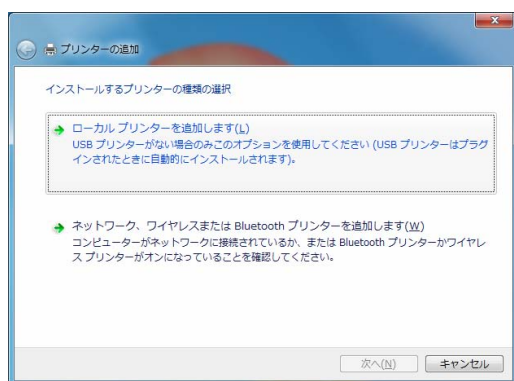 プリンターの追加
インストールするプリンターの種類の選択
ローカル プリンターを追加します(L)
USB プリンターがない場合のみこのオプションを使用してください (USB プリンターはプラグ
インされたときに自動的にインストールされます)。
ネットワーク、ワイヤレスまたは Bluetooth プリンターを追加します(W)
コンピューターがネットワークに接続されているか、または Bluetooth プリンターかワイヤレ
ス プリンターがオンになっていることを確認してください。
次へ(N)
キャンセル